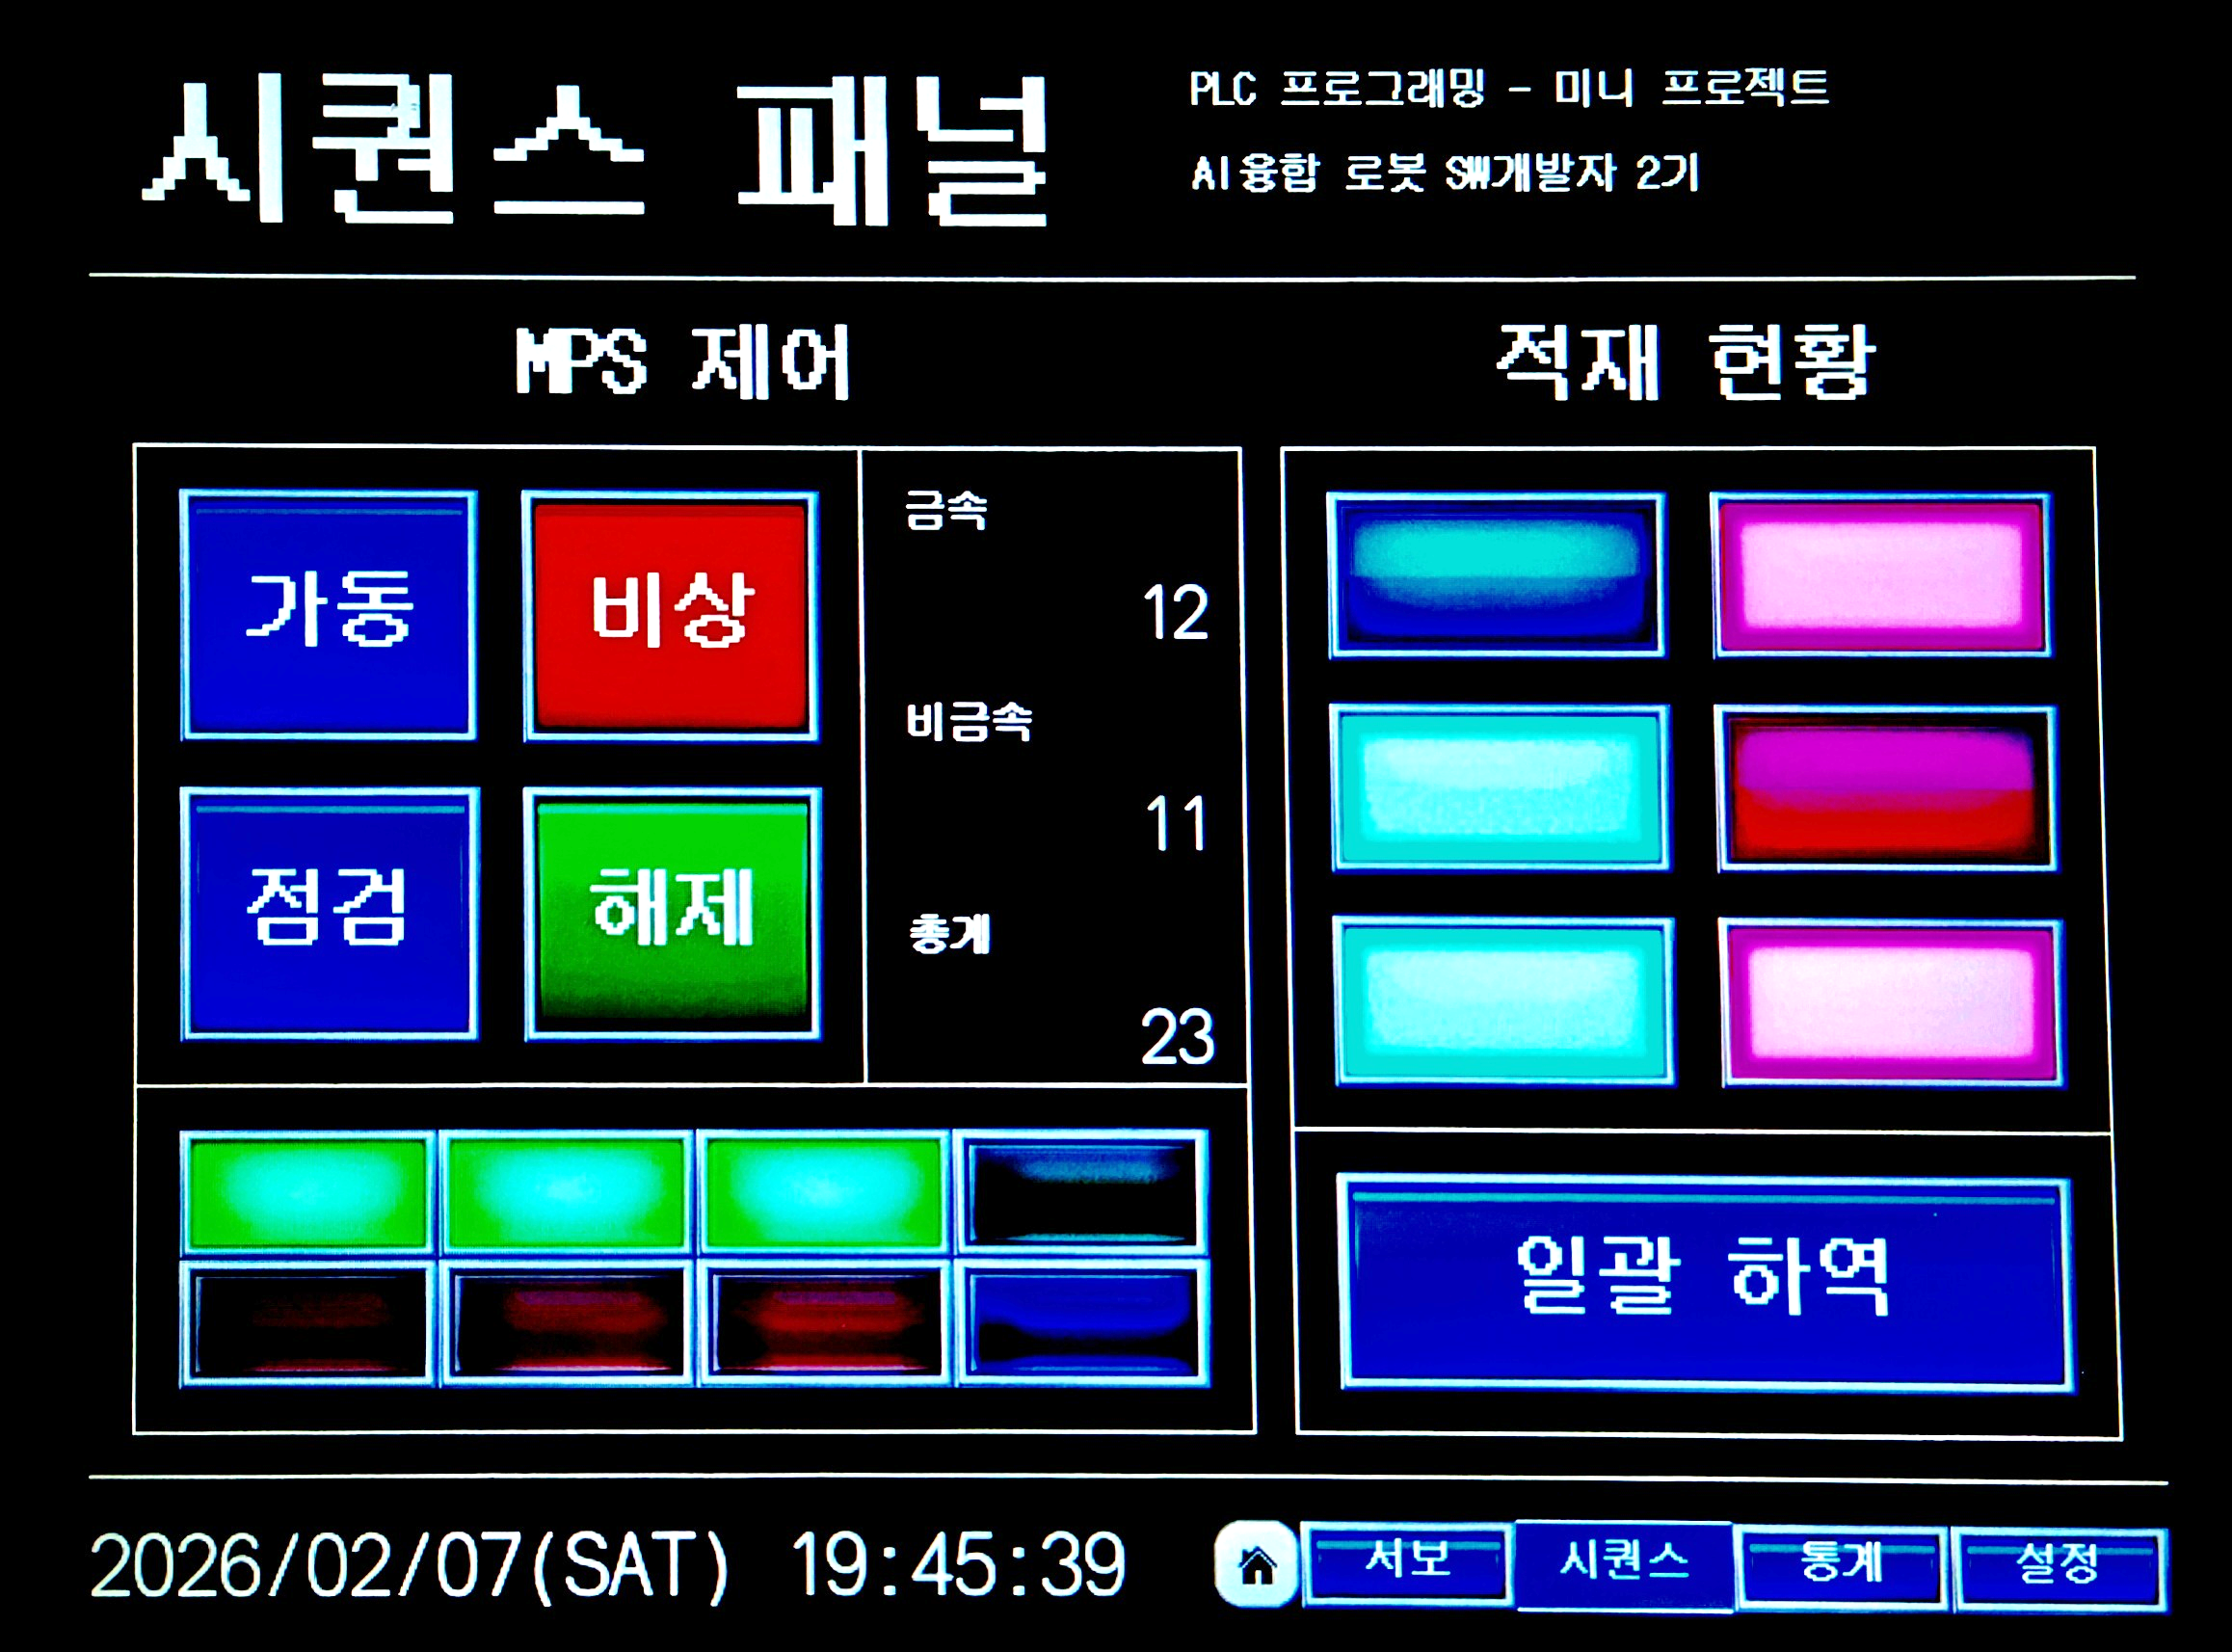 시퀀스 패널
PLC 프로그래밍 - 미니 프로젝트
AI융합 로봇 SW개발자 2기
MPS 제어
적재 현황
가동
비상
점검
해제
금속
12
비금속
11
총계
23
일괄 하역
2026/02/07(SAT) 19:45:39
서보
시퀀스
통계
설정